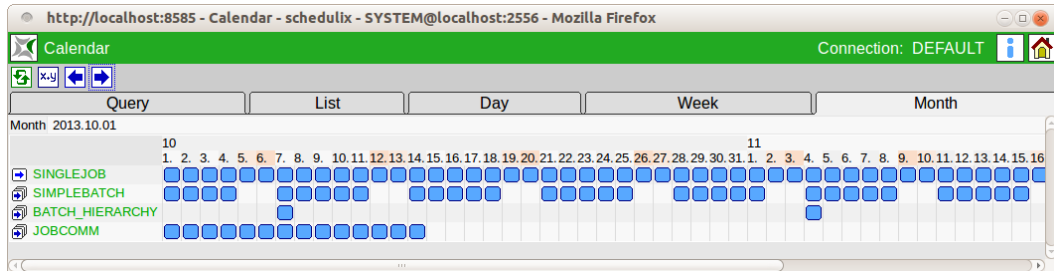 http://localhost:8585 - Calendar - schedulix - SYSTEM@localhost:2556 - Mozilla Firefox
Calendar Connection: DEFAULT
x.y
Query List Day Week Month
Month 2013.10.01
10 11
1. 2. 3. 4. 5. 6. 7. 8. 9. 10. 11. 12. 13. 14. 15. 16. 17. 18. 19. 20. 21. 22. 23. 24. 25. 26. 27. 28. 29. 30. 31. 1. 2. 3. 4. 5. 6. 7. 8. 9. 10. 11. 12. 13. 14. 15. 16
SINGLEJOB
SIMPLEBATCH
BATCH_HIERARCHY
JOBCOMM